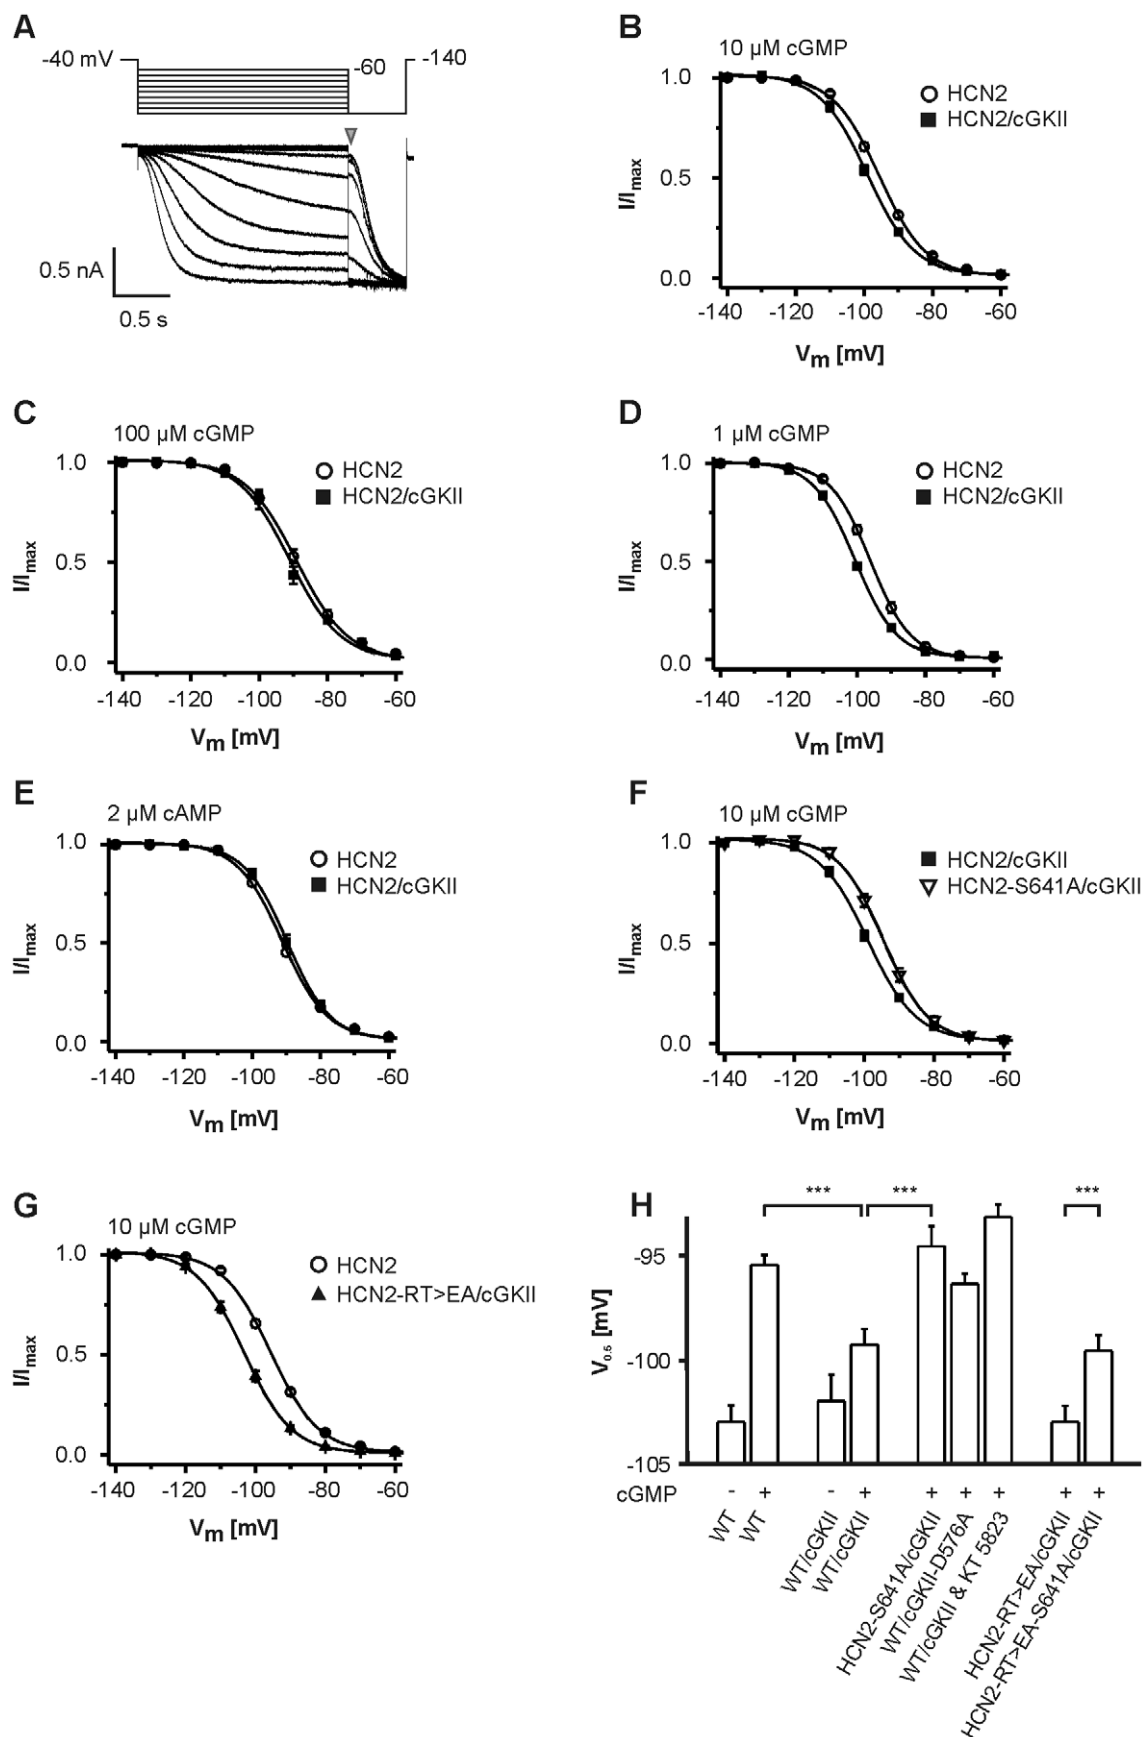 A
-40 mV
-60
-140
0.5 nA
0.5 s
B
10 µM cGMP
HCN2
HCN2/cGKII
1.0
0.5
0.0
I/Imax
-140 -120 -100 -80 -60
Vm [mV]
C
100 µM cGMP
HCN2
HCN2/cGKII
1.0
0.5
0.0
I/Imax
-140 -120 -100 -80 -60
Vm [mV]
D
1 µM cGMP
HCN2
HCN2/cGKII
1.0
0.5
0.0
I/Imax
-140 -120 -100 -80 -60
Vm [mV]
E
2 µM cAMP
HCN2
HCN2/cGKII
1.0
0.5
0.0
I/Imax
-140 -120 -100 -80 -60
Vm [mV]
F
10 µM cGMP
HCN2/cGKII
HCN2-S641A/cGKII
1.0
0.5
0.0
I/Imax
-140 -120 -100 -80 -60
Vm [mV]
G
10 µM cGMP
HCN2
HCN2-RT>EA/cGKII
1.0
0.5
0.0
I/Imax
-140 -120 -100 -80 -60
Vm [mV]
H
*** *** ***
-95
-100
-105
V0.5 [mV]
cGMP - + - + + + + + +
WT
WT
WT/cGKII
WT/cGKII
HCN2-S641A/cGKII
WT/cGKII-D576A
WT/cGKII & KT 5823
HCN2-RT>EA/cGKII
HCN2-RT>EA-S641A/cGKII